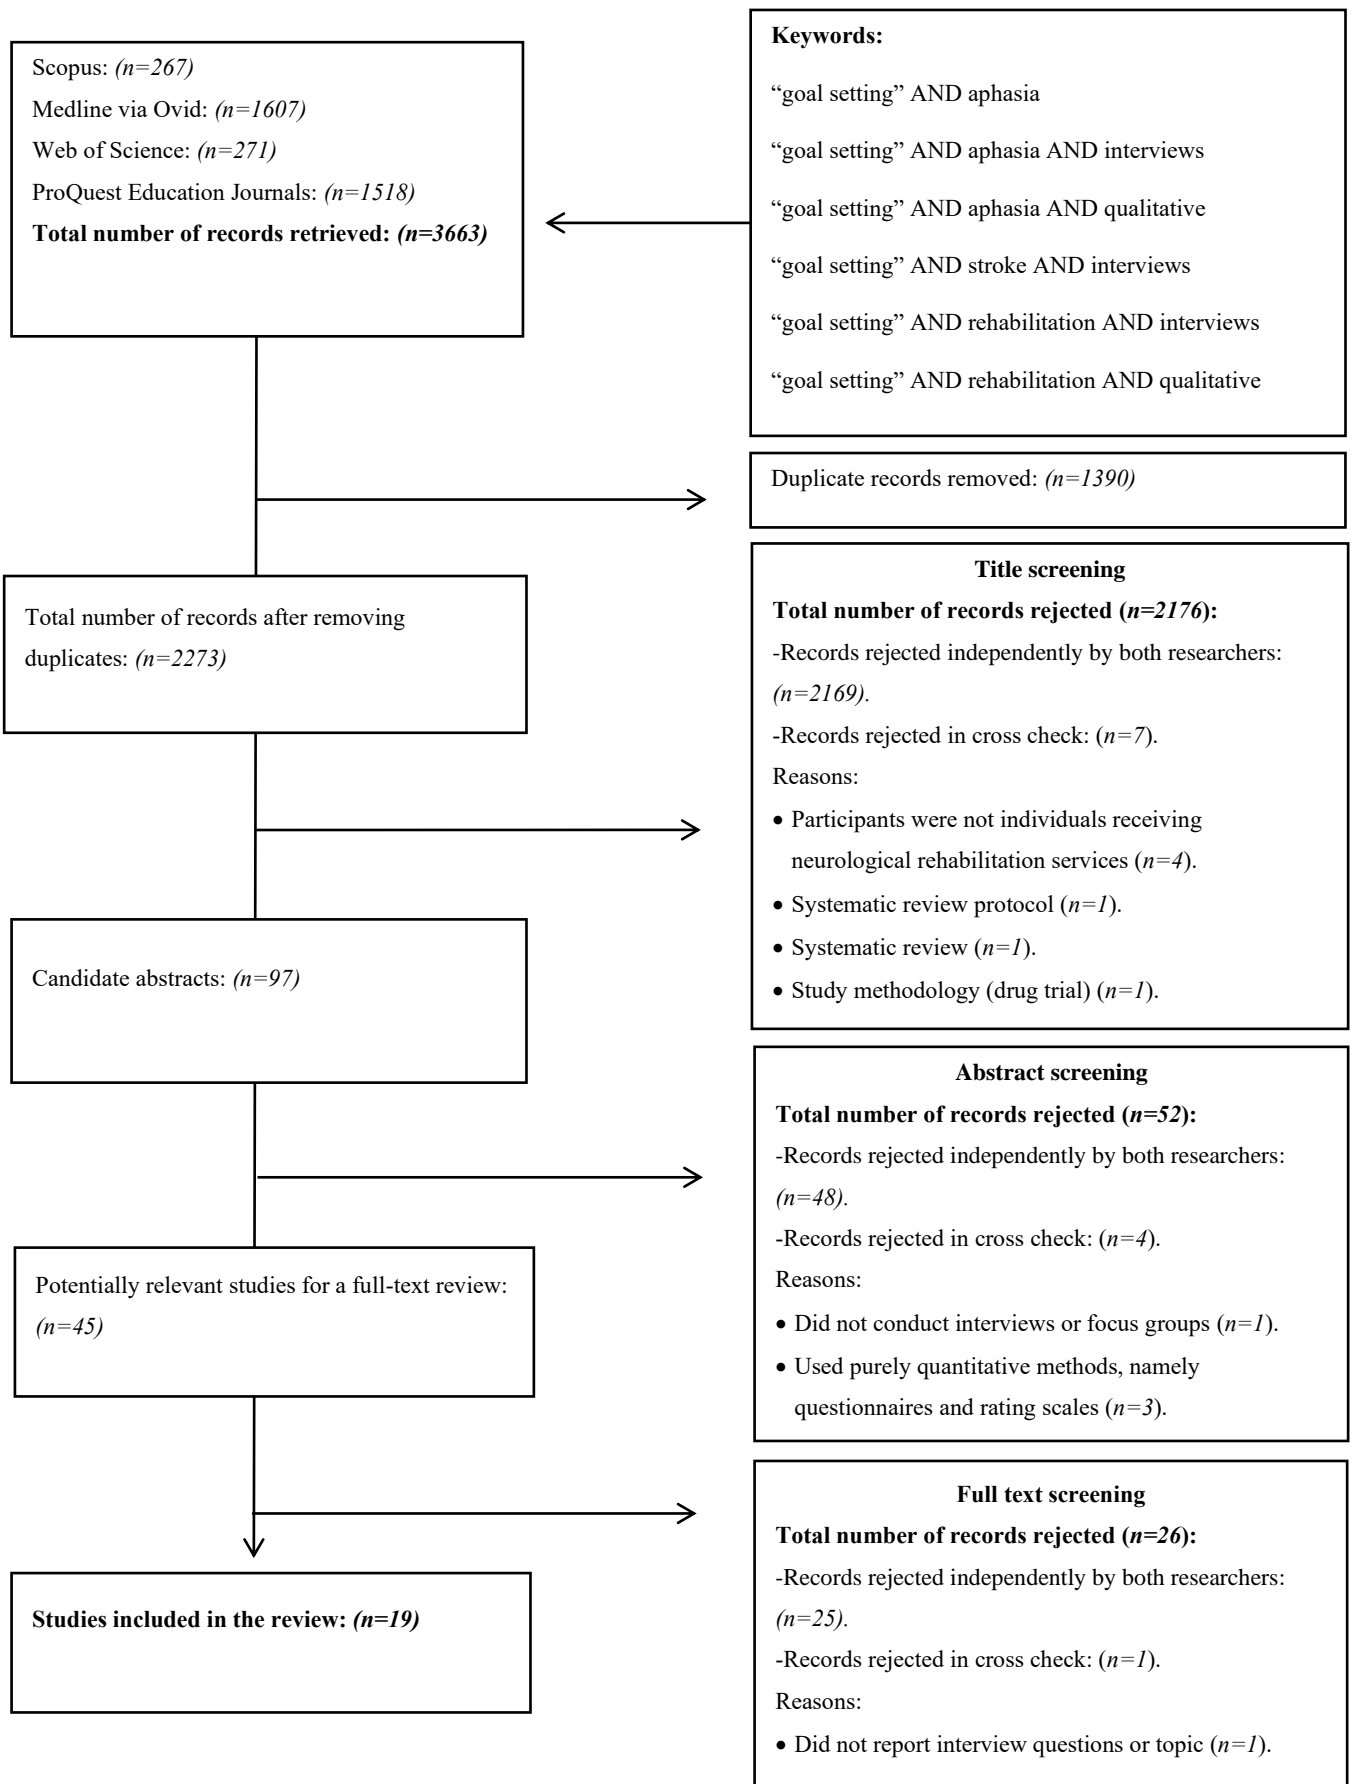 Scopus: (n=267)
Medline via Ovid: (n=1607)
Web of Science: (n=271)
ProQuest Education Journals: (n=1518)
Total number of records retrieved: (n=3663)
Keywords:
“goal setting” AND aphasia
“goal setting” AND aphasia AND interviews
“goal setting” AND aphasia AND qualitative
“goal setting” AND stroke AND interviews
“goal setting” AND rehabilitation AND interviews
“goal setting” AND rehabilitation AND qualitative
Duplicate records removed: (n=1390)
Total number of records after removing
duplicates: (n=2273)
Title screening
Total number of records rejected (n=2176):
-Records rejected independently by both researchers:
(n=2169).
-Records rejected in cross check: (n=7).
Reasons:
• Participants were not individuals receiving
neurological rehabilitation services (n=4).
• Systematic review protocol (n=1).
• Systematic review (n=1).
• Study methodology (drug trial) (n=1).
Candidate abstracts: (n=97)
Abstract screening
Total number of records rejected (n=52):
-Records rejected independently by both researchers:
(n=48).
-Records rejected in cross check: (n=4).
Reasons:
• Did not conduct interviews or focus groups (n=1).
• Used purely quantitative methods, namely
questionnaires and rating scales (n=3).
Potentially relevant studies for a full-text review:
(n=45)
Full text screening
Total number of records rejected (n=26):
-Records rejected independently by both researchers:
(n=25).
-Records rejected in cross check: (n=1).
Reasons:
• Did not report interview questions or topic (n=1).
Studies included in the review: (n=19)